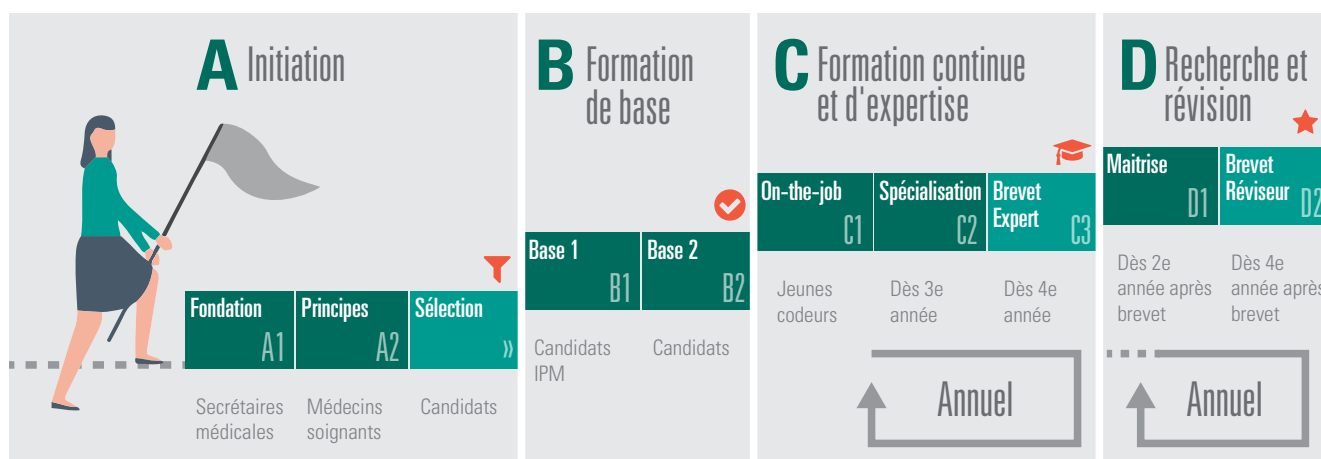 A Initiation
Fondation
A1
Principes
A2
Sélection
»
Secrétaires
médicales
Médecins
soignants
Candidats
B Formation
de base
Base 1
B1
Base 2
B2
Candidats
IPM
Candidats
C Formation continue
et d'expertise
On-the-job
C1
Spécialisation
C2
Brevet
Expert
C3
Jeunes
codeurs
Dès 3e
année
Dès 4e
année
Annuel
D Recherche et
révision
Maitrise
D1
Brevet
Réviseur
D2
Dès 2e
année après
brevet
Dès 4e
année après
brevet
Annuel